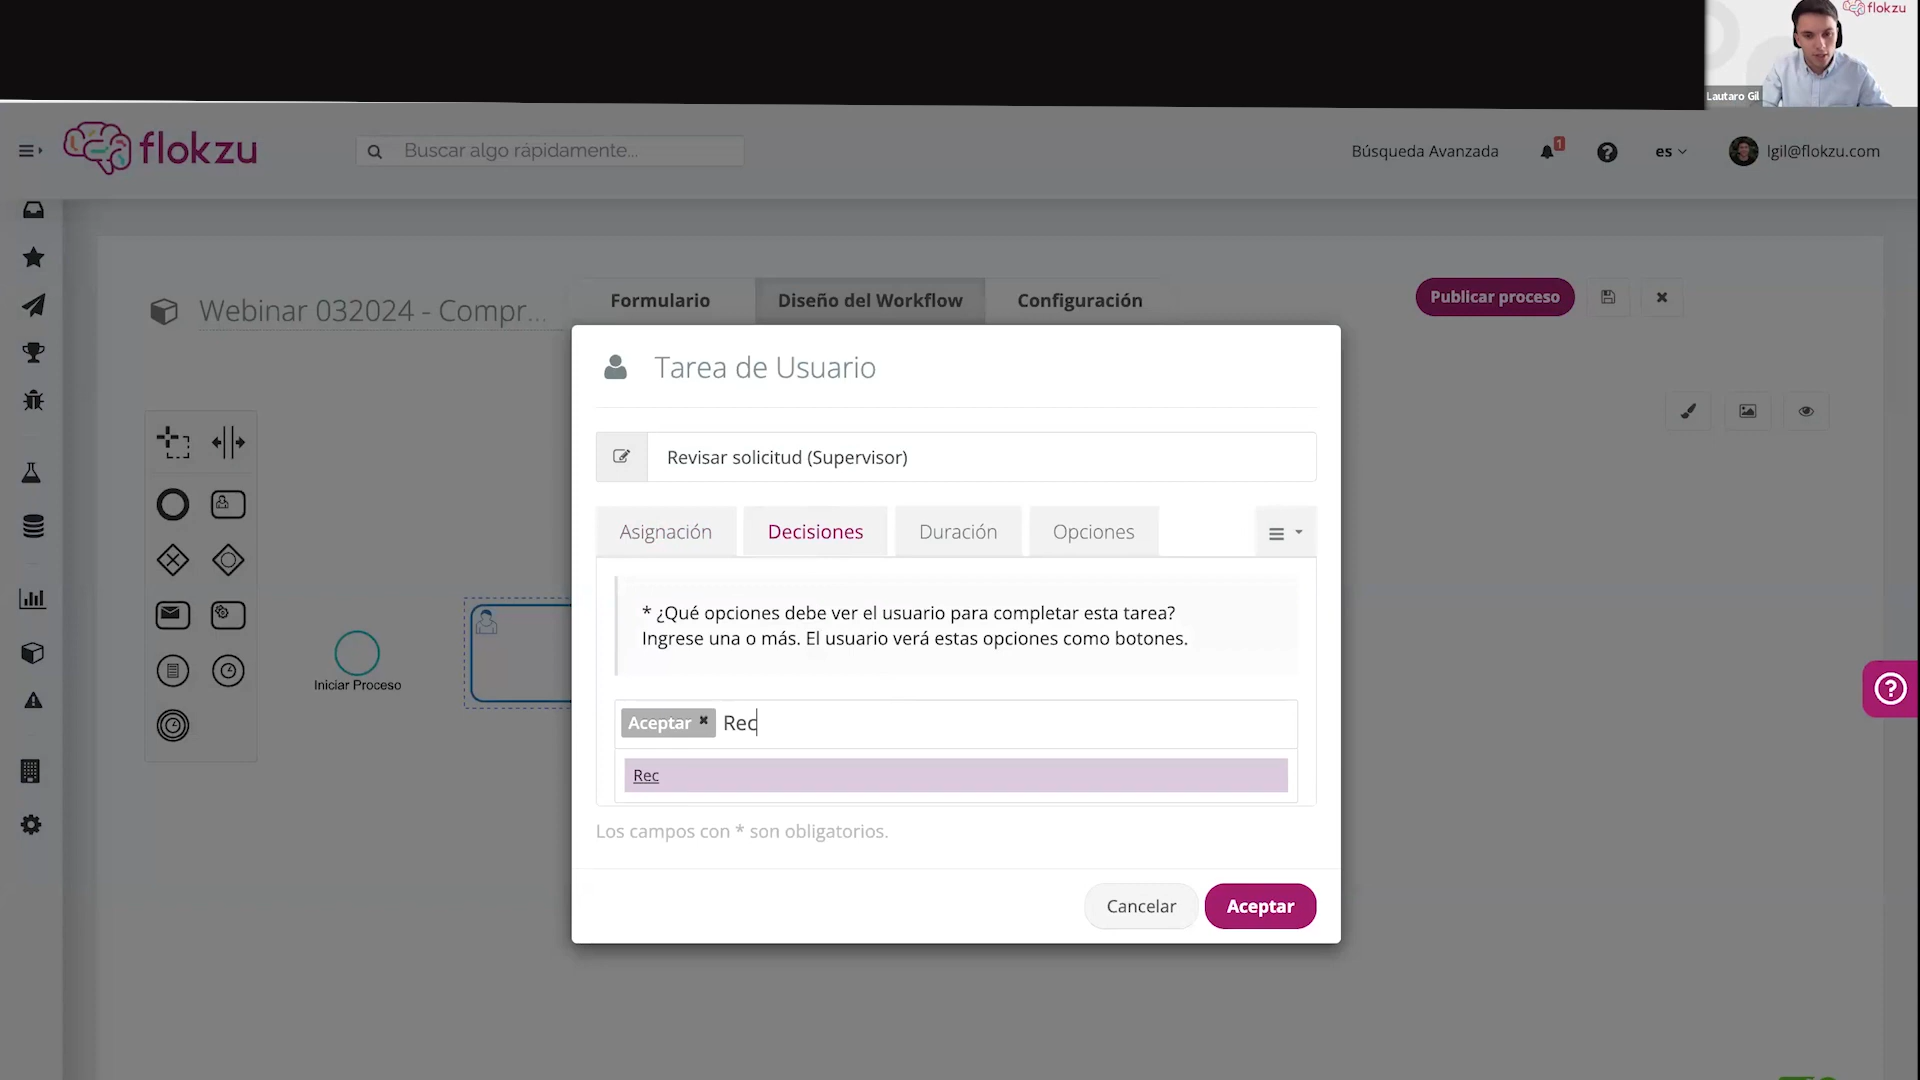 flokzu
Lautaro Gil
flokzu
Buscar algo rápidamente...
Búsqueda Avanzada
1
es
lgil@flokzu.com
Webinar 032024 - Compr...
Formulario
Diseño del Workflow
Configuración
Publicar proceso
Tarea de Usuario
Revisar solicitud (Supervisor)
Asignación
Decisiones
Duración
Opciones
* ¿Qué opciones debe ver el usuario para completar esta tarea?
Ingrese una o más. El usuario verá estas opciones como botones.
Iniciar Proceso
Aceptar Rec
Rec
Los campos con * son obligatorios.
Cancelar
Aceptar